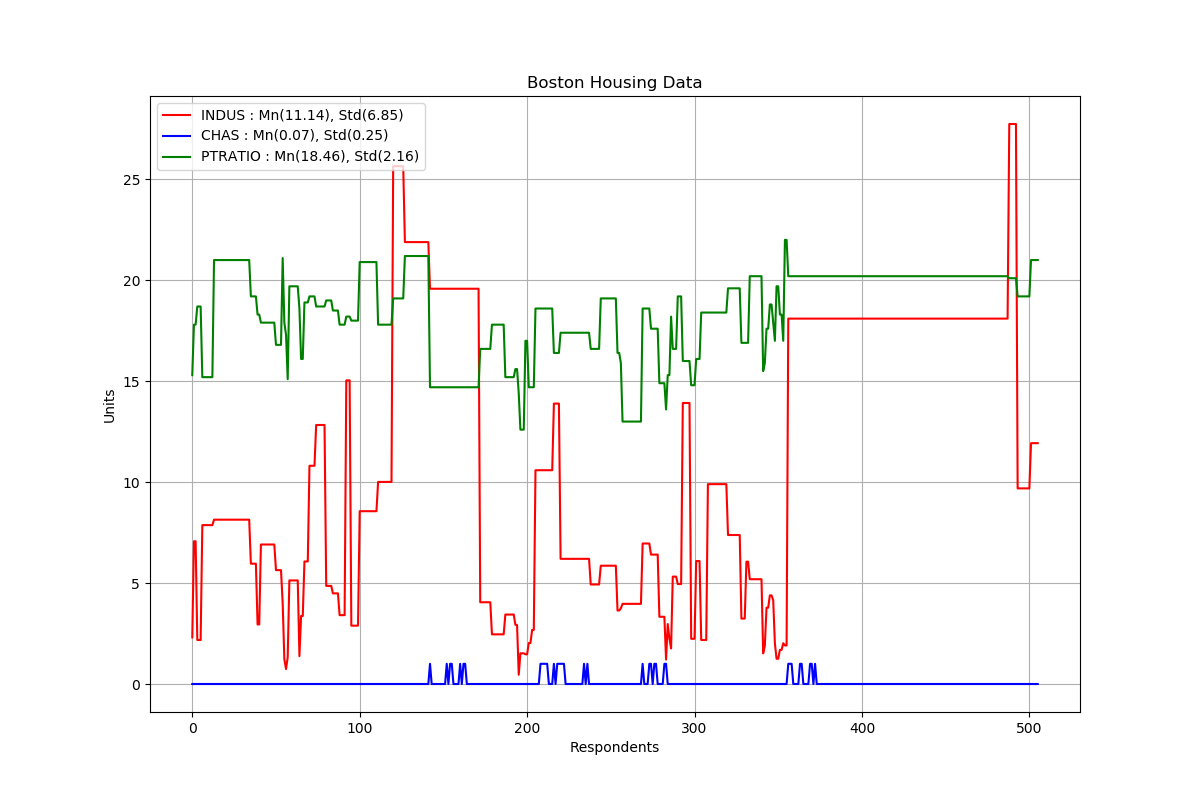 Boston Housing Data
INDUS : Mn(11.14), Std(6.85)
CHAS : Mn(0.07), Std(0.25)
PTRATIO : Mn(18.46), Std(2.16)
25
20
15
10
5
0
Units
0 100 200 300 400 500
Respondents